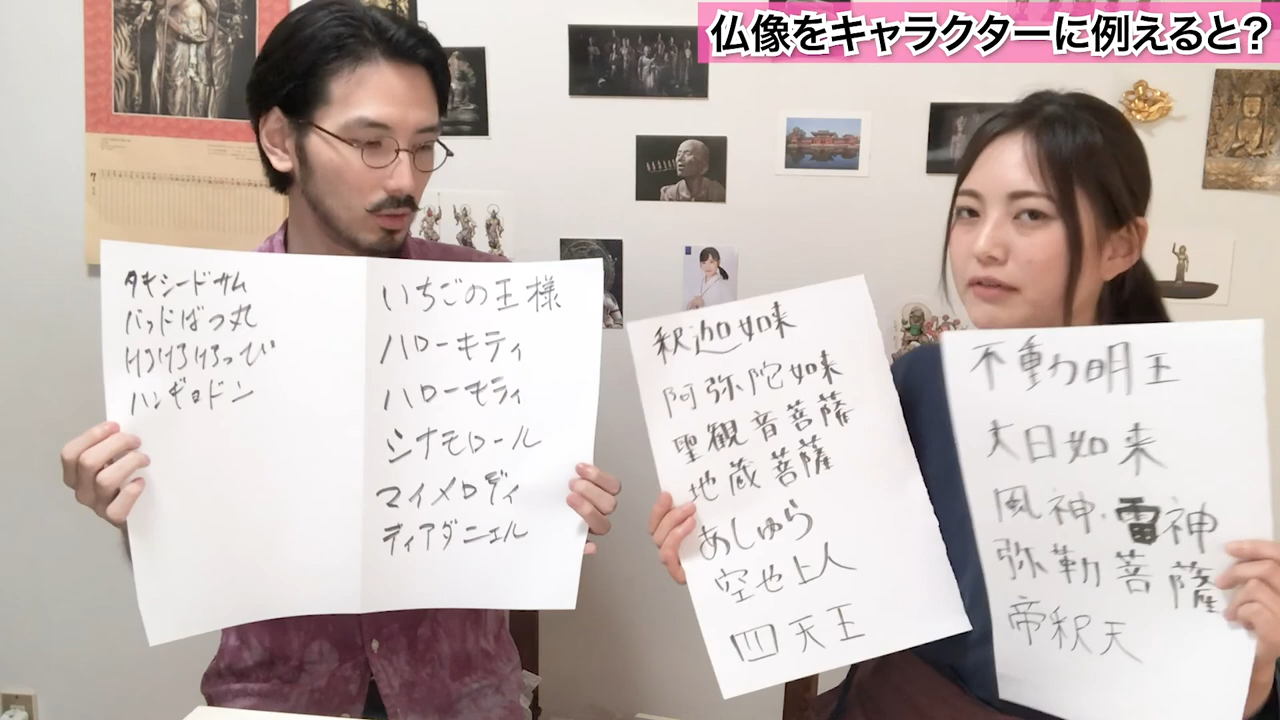 仏像をキャラクターに例えると?
タキシードサム
バッドばつ丸
けろけろけろっぴ
ハンギョドン
いちごの王様
ハローキティ
ハローモティ
シナモロール
マイメロディ
ディアダニエル
釈迦如来
阿弥陀如来
聖観音菩薩
地蔵菩薩
あしゅら
空也上人
四天王
不動明王
大日如来
風神・雷神
弥勒菩薩
帝釈天
7